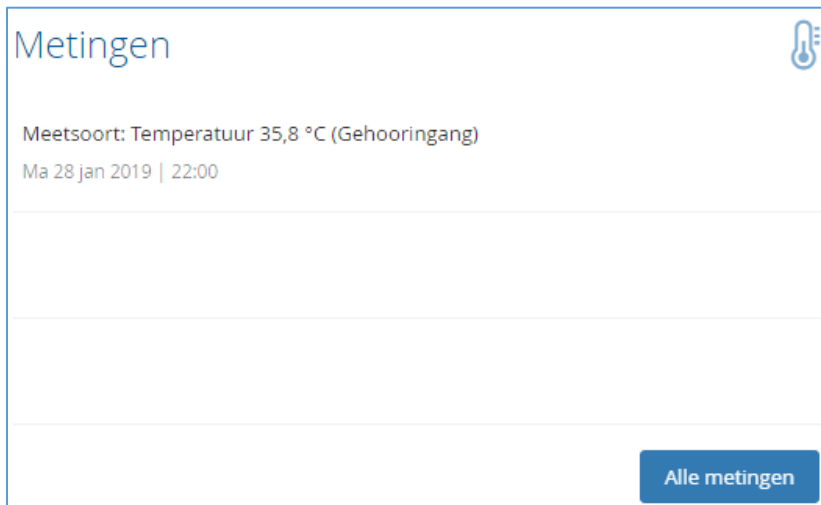 Metingen
Meetsoort: Temperatuur 35,8 °C (Gehooringang)
Ma 28 jan 2019 | 22:00
Alle metingen